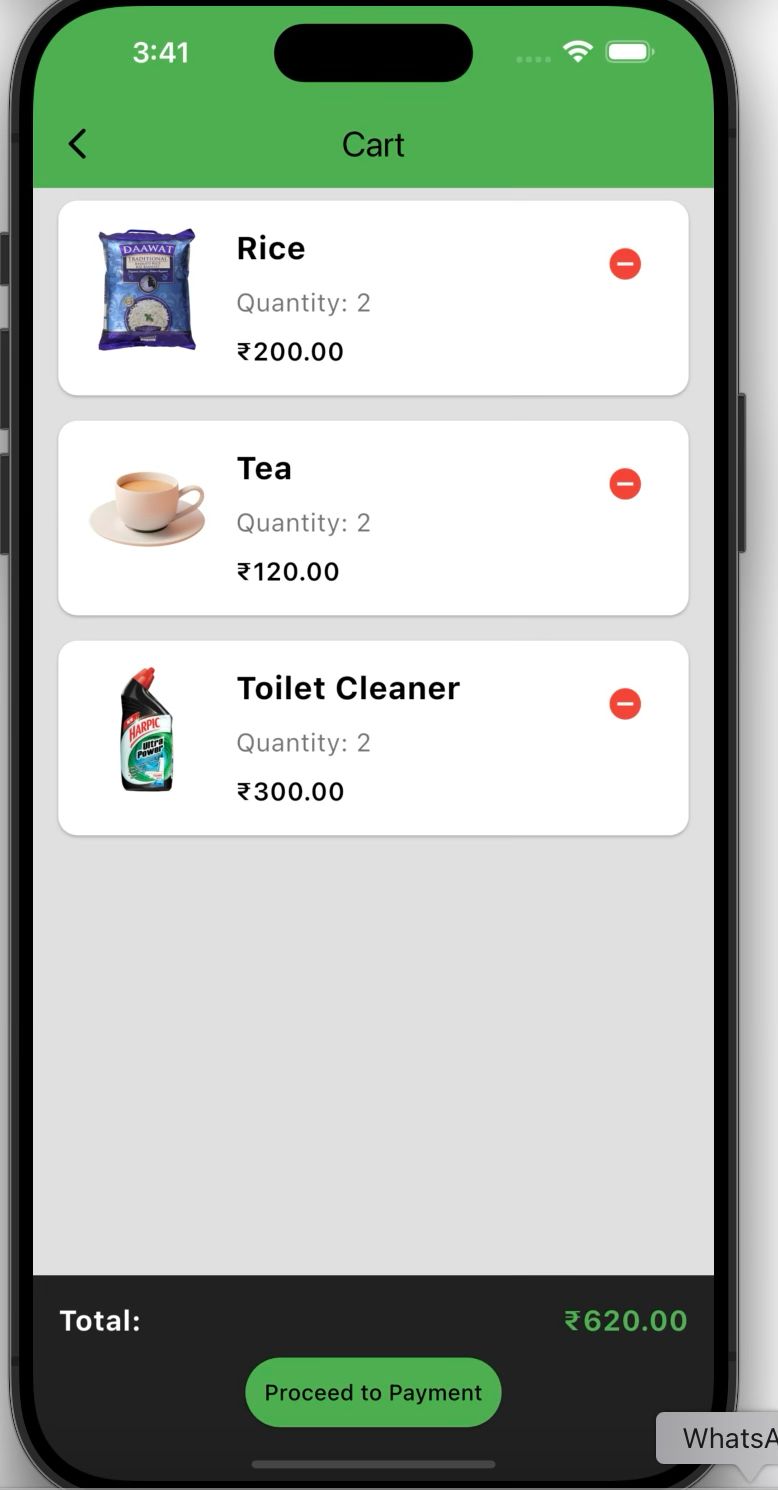 3:41
Cart
DAAWAT
TRADITIONAL
Rice
Quantity: 2
₹200.00
Tea
Quantity: 2
₹120.00
HARPIC
Ultra
Power
Toilet Cleaner
Quantity: 2
₹300.00
Total:
₹620.00
Proceed to Payment
WhatsA